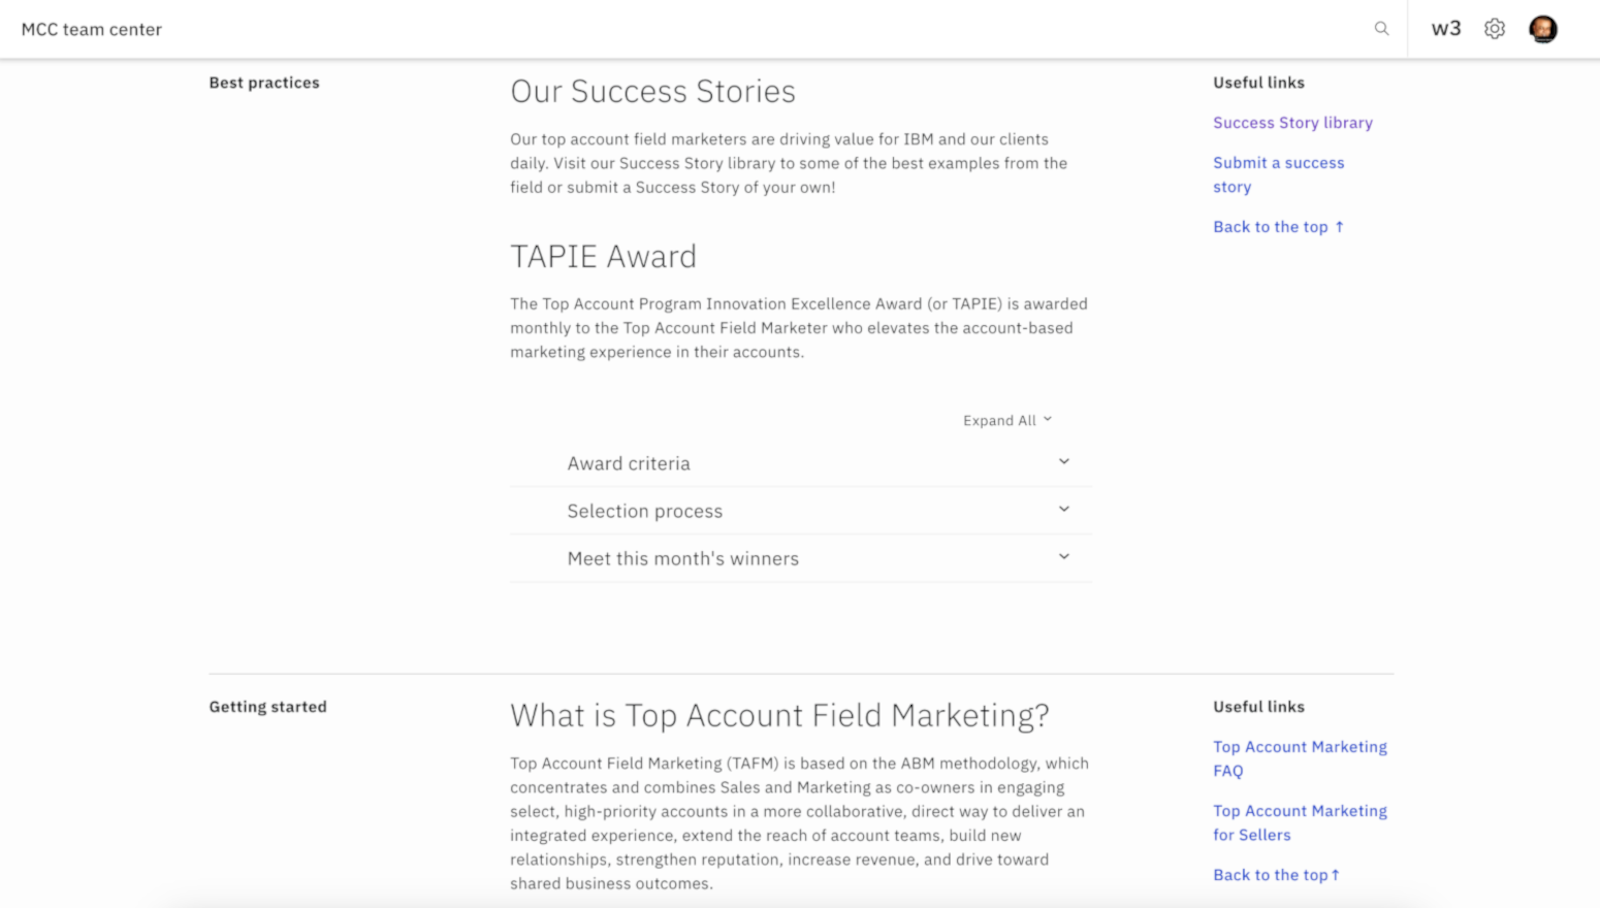 MCC team center
w3
Best practices
Our Success Stories
Our top account field marketers are driving value for IBM and our clients
daily. Visit our Success Story library to some of the best examples from the
field or submit a Success Story of your own!
TAPIE Award
The Top Account Program Innovation Excellence Award (or TAPIE) is awarded
monthly to the Top Account Field Marketer who elevates the account-based
marketing experience in their accounts.
Expand All
Award criteria
Selection process
Meet this month's winners
Useful links
Success Story library
Submit a success
story
Back to the top ↑
Getting started
What is Top Account Field Marketing?
Top Account Field Marketing (TAFM) is based on the ABM methodology, which
concentrates and combines Sales and Marketing as co-owners in engaging
select, high-priority accounts in a more collaborative, direct way to deliver an
integrated experience, extend the reach of account teams, build new
relationships, strengthen reputation, increase revenue, and drive toward
shared business outcomes.
Useful links
Top Account Marketing
FAQ
Top Account Marketing
for Sellers
Back to the top ↑